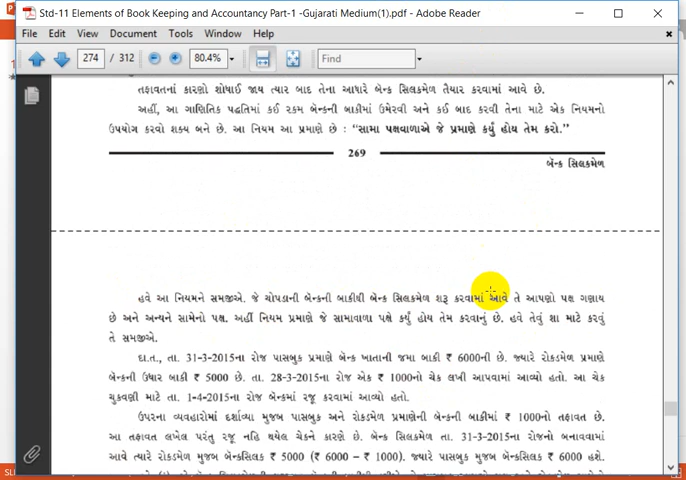 Std-11 Elements of Book Keeping and Accountancy Part-1 -Gujarati Medium(1).pdf - Adobe Reader
File Edit View Document Tools Window Help
274 / 312 80.4% Find
તફાવતનાં કારણો શોધાઈ જાય ત્યાર બાદ તેના આધારે બૅન્ક સિલકમેળ તૈયાર કરવામાં આવે છે.
અહીં, આ ગાણિતિક પદ્ધતિમાં કઈ રકમ બૅન્કની બાકીમાં ઉમેરવી અને કઈ બાદ કરવી તેના માટે એક નિયમનો
ઉપયોગ કરવો શક્ય બને છે. આ નિયમ આ પ્રમાણે છે : “સામા પક્ષવાળાએ જે પ્રમાણે કર્યું હોય તેમ કરો.”
269
બૅન્ક સિલકમેળ
હવે આ નિયમને સમજીએ. જે ચોપડાની બૅન્કની બાકીથી બૅન્ક સિલકમેળ શરૂ કરવામાં આવે તે આપણો પક્ષ ગણાય
છે અને અન્યને સામેનો પક્ષ. અહીં નિયમ પ્રમાણે જે સામાવાળા પક્ષે કર્યું હોય તેમ કરવાનું છે. હવે તેવું શા માટે કરવું
તે સમજીએ.
દા.ત., તા. 31-3-2015ના રોજ પાસબુક પ્રમાણે બૅન્ક ખાતાની જમા બાકી ₹ 6000ની છે. જ્યારે રોકડમેળ પ્રમાણે
બૅન્કની ઉધાર બાકી ₹ 5000 છે. તા. 28-3-2015ના રોજ એક ₹ 1000નો ચેક લખી આપવામાં આવ્યો હતો. આ ચેક
ચુકવણી માટે તા. 1-4-2015ના રોજ બૅન્કમાં રજૂ કરવામાં આવ્યો હતો.
ઉપરના વ્યવહારોમાં દર્શાવ્યા મુજબ પાસબુક અને રોકડમેળ પ્રમાણેની બૅન્કની બાકીમાં ₹ 1000નો તફાવત છે.
આ તફાવત લખેલ પરંતુ રજૂ નહિ થયેલ ચેકને કારણે છે. બૅન્ક સિલકમેળ તા. 31-3-2015ના રોજનો બનાવવામાં
આવે ત્યારે રોકડમેળ મુજબ બૅન્કસિલક ₹ 5000 (₹ 6000 – ₹ 1000). જ્યારે પાસબુક મુજબ બૅન્કસિલક ₹ 6000 હશે.